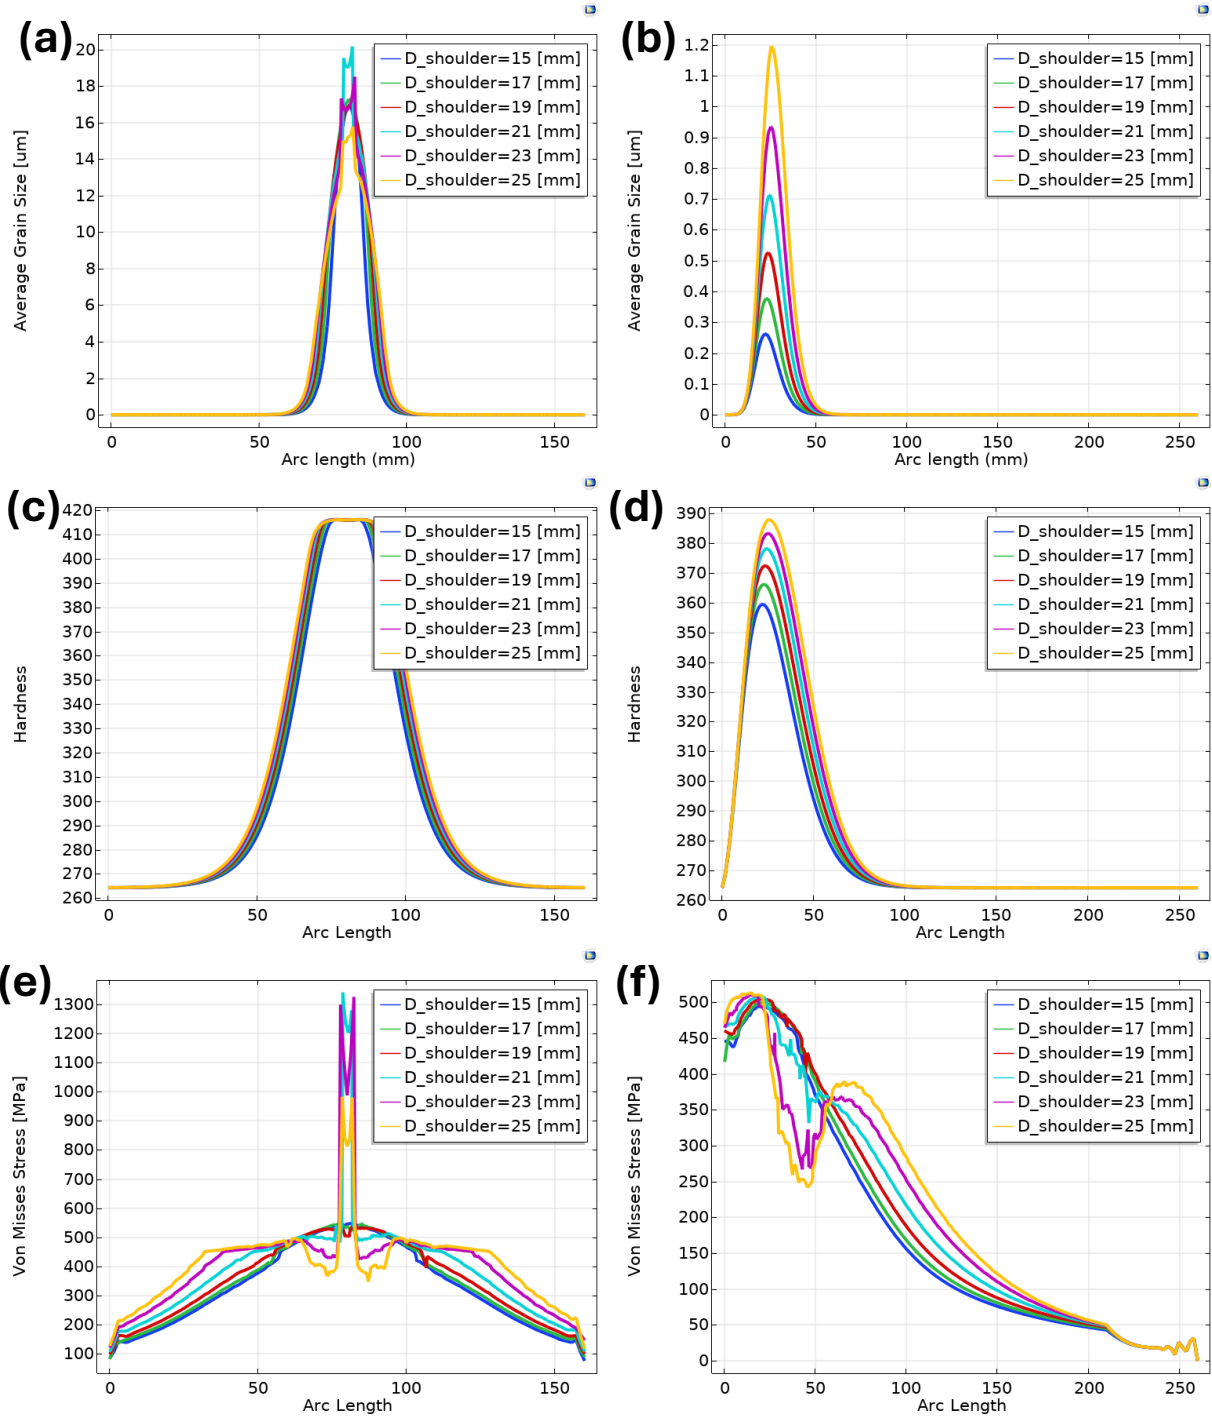 (a)
20
18
16
14
12
10
8
6
4
2
0
Average Grain Size [um]
D_shoulder=15 [mm]
D_shoulder=17 [mm]
D_shoulder=19 [mm]
D_shoulder=21 [mm]
D_shoulder=23 [mm]
D_shoulder=25 [mm]
0 50 100 150
Arc length (mm)
(b)
1.2
1.1
1
0.9
0.8
0.7
0.6
0.5
0.4
0.3
0.2
0.1
0
Average Grain Size [um]
D_shoulder=15 [mm]
D_shoulder=17 [mm]
D_shoulder=19 [mm]
D_shoulder=21 [mm]
D_shoulder=23 [mm]
D_shoulder=25 [mm]
0 50 100 150 200 250
Arc length (mm)
(c)
420
410
400
390
380
370
360
350
340
330
320
310
300
290
280
270
260
Hardness
D_shoulder=15 [mm]
D_shoulder=17 [mm]
D_shoulder=19 [mm]
D_shoulder=21 [mm]
D_shoulder=23 [mm]
D_shoulder=25 [mm]
0 50 100 150
Arc Length
(d)
390
380
370
360
350
340
330
320
310
300
290
280
270
260
Hardness
D_shoulder=15 [mm]
D_shoulder=17 [mm]
D_shoulder=19 [mm]
D_shoulder=21 [mm]
D_shoulder=23 [mm]
D_shoulder=25 [mm]
0 50 100 150 200 250
Arc Length
(e)
1300
1200
1100
1000
900
800
700
600
500
400
300
200
100
Von Misses Stress [MPa]
D_shoulder=15 [mm]
D_shoulder=17 [mm]
D_shoulder=19 [mm]
D_shoulder=21 [mm]
D_shoulder=23 [mm]
D_shoulder=25 [mm]
0 50 100 150
Arc Length
(f)
500
450
400
350
300
250
200
150
100
50
0
Von Misses Stress [MPa]
D_shoulder=15 [mm]
D_shoulder=17 [mm]
D_shoulder=19 [mm]
D_shoulder=21 [mm]
D_shoulder=23 [mm]
D_shoulder=25 [mm]
0 50 100 150 200 250
Arc Length